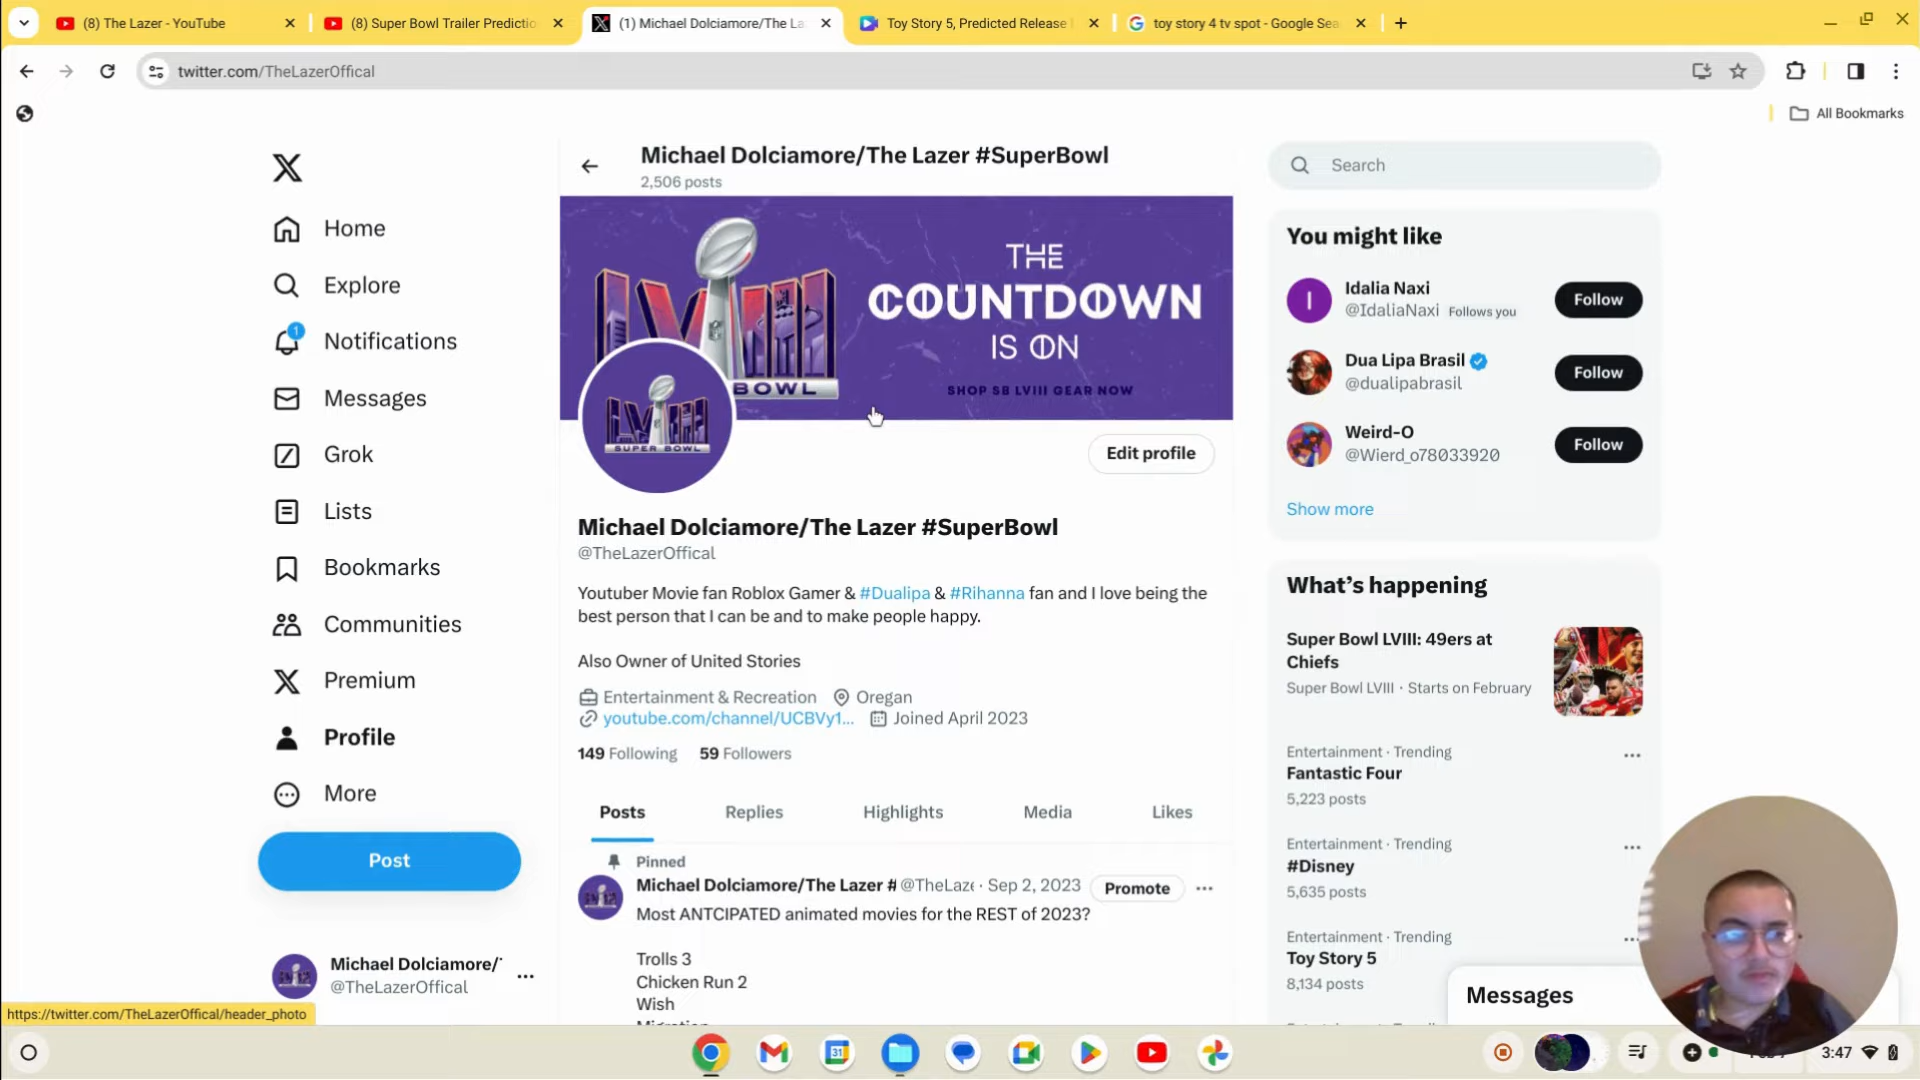 (8) The Lazer - YouTube
(8) Super Bowl Trailer Predictio
(1) Michael Dolciamore/The La
Toy Story 5, Predicted Release
toy story 4 tv spot - Google Sea
twitter.com/TheLazerOffical
All Bookmarks
Home
Explore
1
Notifications
Messages
Grok
Lists
Bookmarks
Communities
Premium
Profile
More
Post
Michael Dolciamore/
@TheLazerOffical
https://twitter.com/TheLazerOffical/header_photo
Michael Dolciamore/The Lazer #SuperBowl
2,506 posts
LVIII
BOWL
THE
COUNTDOWN
IS ON
SHOP SB LVIII GEAR NOW
LVIII
SUPER BOWL
Edit profile
Michael Dolciamore/The Lazer #SuperBowl
@TheLazerOffical
Youtuber Movie fan Roblox Gamer & #Dualipa & #Rihanna fan and I love being the
best person that I can be and to make people happy.
Also Owner of United Stories
Entertainment & Recreation Oregan
youtube.com/channel/UCBVy1... Joined April 2023
149 Following 59 Followers
Posts Replies Highlights Media Likes
Pinned
Michael Dolciamore/The Lazer # @TheLaze · Sep 2, 2023 Promote
Most ANTCIPATED animated movies for the REST of 2023?
Trolls 3
Chicken Run 2
Wish
Search
You might like
I
Idalia Naxi
@IdaliaNaxi Follows you
Follow
Dua Lipa Brasil
@dualipabrasil
Follow
Weird-O
@Wierd_o78033920
Follow
Show more
What's happening
Super Bowl LVIII: 49ers at
Chiefs
Super Bowl LVIII · Starts on February
Entertainment · Trending
Fantastic Four
5,223 posts
Entertainment · Trending
#Disney
5,635 posts
Entertainment · Trending
Toy Story 5
8,134 posts
Messages
31
3:47